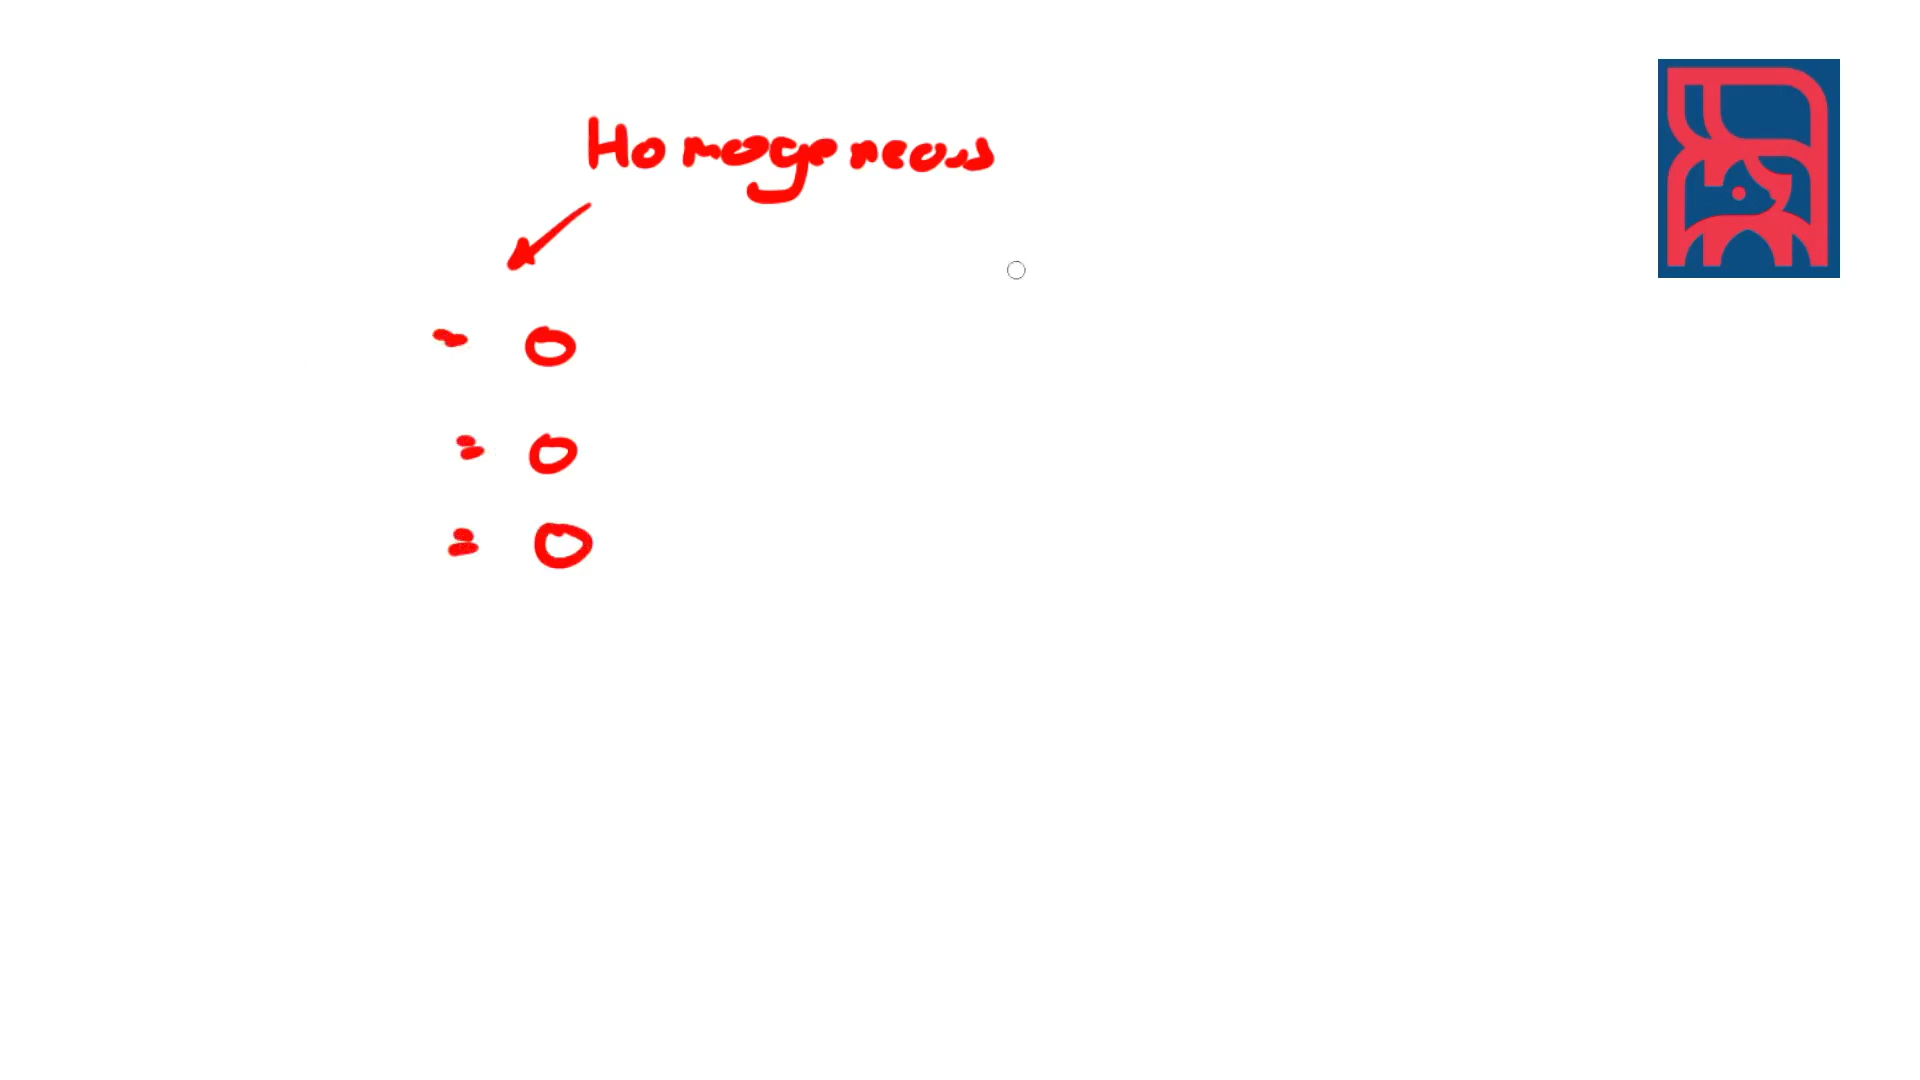 Homogeneous
= 0
= 0
= 0